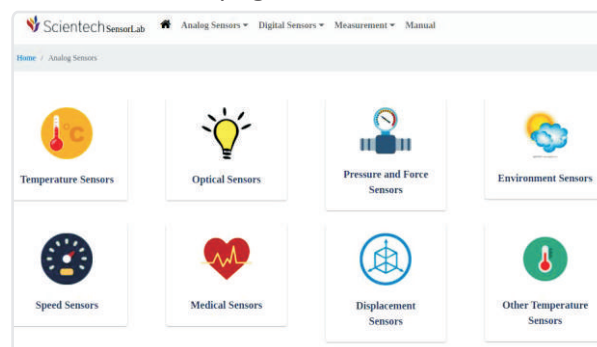 Scientech SensorLab Analog Sensors Digital Sensors Measurement Manual
Home / Analog Sensors
°C
Temperature Sensors
Optical Sensors
Pressure and Force
Sensors
Environment Sensors
Speed Sensors
Medical Sensors
Displacement
Sensors
Other Temperature
Sensors